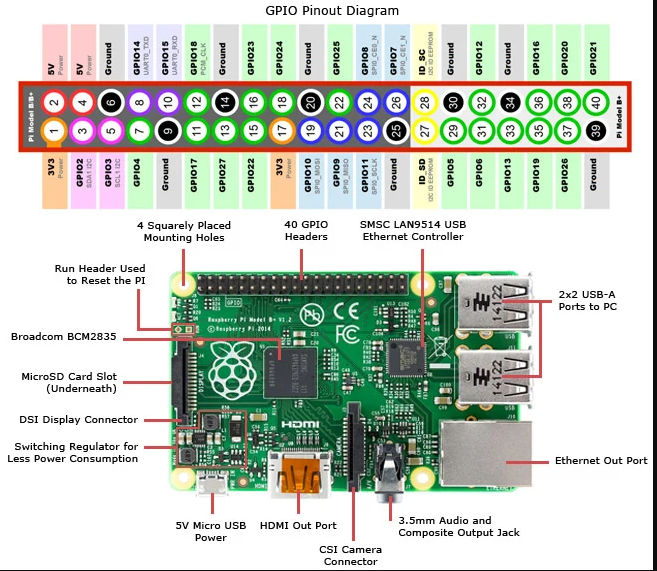 GPIO Pinout Diagram
5V Power
5V Power
Ground
GPIO14 UART0_TXD
GPIO15 UART0_RXD
GPIO18 PCM_CLK
Ground
GPIO23
GPIO24
Ground
GPIO25
GPIO8 SPI0_CE0_N
GPIO7 SPI0_CE1_N
ID_SC I2C ID EEPROM
Ground
GPIO12
Ground
GPIO16
GPIO20
GPIO21
Pi Model B/B+
2 4 6 8 10 12 14 16 18 20 22 24 26 28 30 32 34 36 38 40
1 3 5 7 9 11 13 15 17 19 21 23 25 27 29 31 33 35 37 39
Pi Model B+
3V3 Power
GPIO2 SDA1 I2C
GPIO3 SCL1 I2C
GPIO4
Ground
GPIO17
GPIO27
GPIO22
3V3 Power
GPIO10 SPI0_MOSI
GPIO9 SPI0_MISO
GPIO11 SPI0_SCLK
Ground
ID_SD I2C ID EEPROM
GPIO5
GPIO6
GPIO13
GPIO19
GPIO26
Ground
4 Squarely Placed
Mounting Holes
40 GPIO
Headers
SMSC LAN9514 USB
Ethernet Controller
Run Header Used
to Reset the PI
2x2 USB-A
Ports to PC
Broadcom BCM2835
MicroSD Card Slot
(Underneath)
DSI Display Connector
Switching Regulator for
Less Power Consumption
Ethernet Out Port
5V Micro USB
Power
HDMI Out Port
CSI Camera
Connector
3.5mm Audio and
Composite Output Jack
GPIO
Raspberry Pi Model B+ V1.2
© Raspberry Pi 2014
Pb
CE
FC
DISPLAY
HDMI
CAMERA
14122
14122
USB